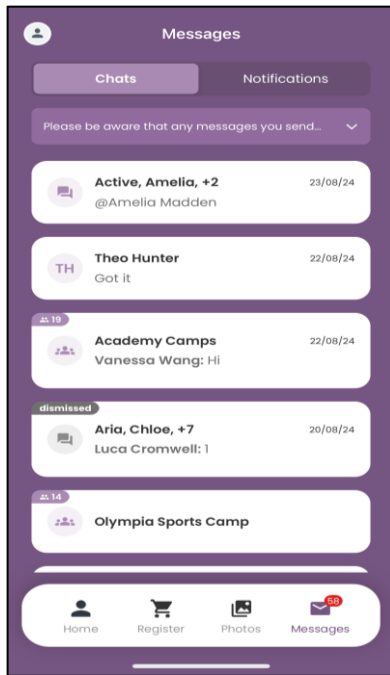 Messages
Chats
Notifications
Please be aware that any messages you send...
Active, Amelia, +2
23/08/24
@Amelia Madden
TH
Theo Hunter
22/08/24
Got it
19
Academy Camps
22/08/24
Vanessa Wang: Hi
dismissed
Aria, Chloe, +7
20/08/24
Luca Cromwell: 1
14
Olympia Sports Camp
58
Home
Register
Photos
Messages